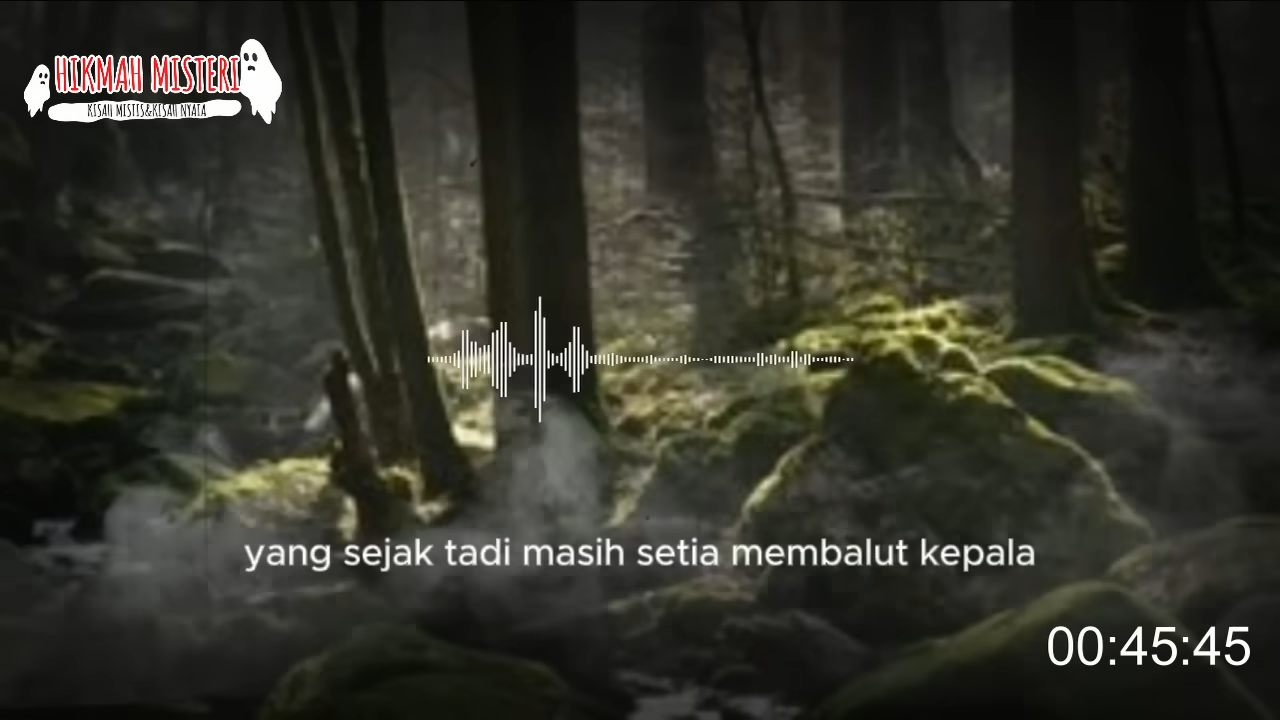 HIKMAH MISTERI
KISAH MISTIS&KISAH NYATA
yang sejak tadi masih setia membalut kepala
00:45:45